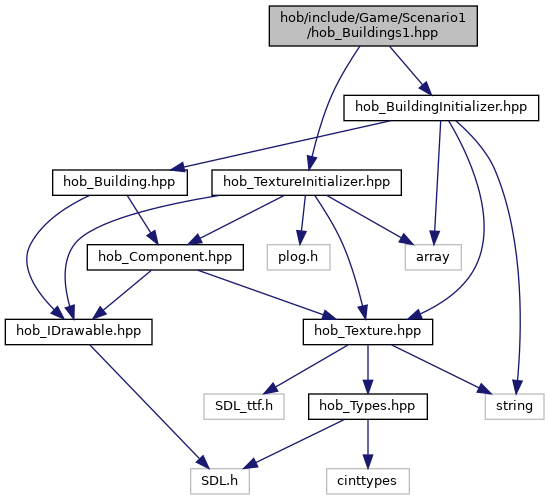 hob/include/Game/Scenario1
/hob_Buildings1.hpp
hob_BuildingInitializer.hpp
hob_Building.hpp
hob_TextureInitializer.hpp
hob_Component.hpp
plog.h
array
hob_IDrawable.hpp
hob_Texture.hpp
SDL_ttf.h
hob_Types.hpp
string
SDL.h
cinttypes